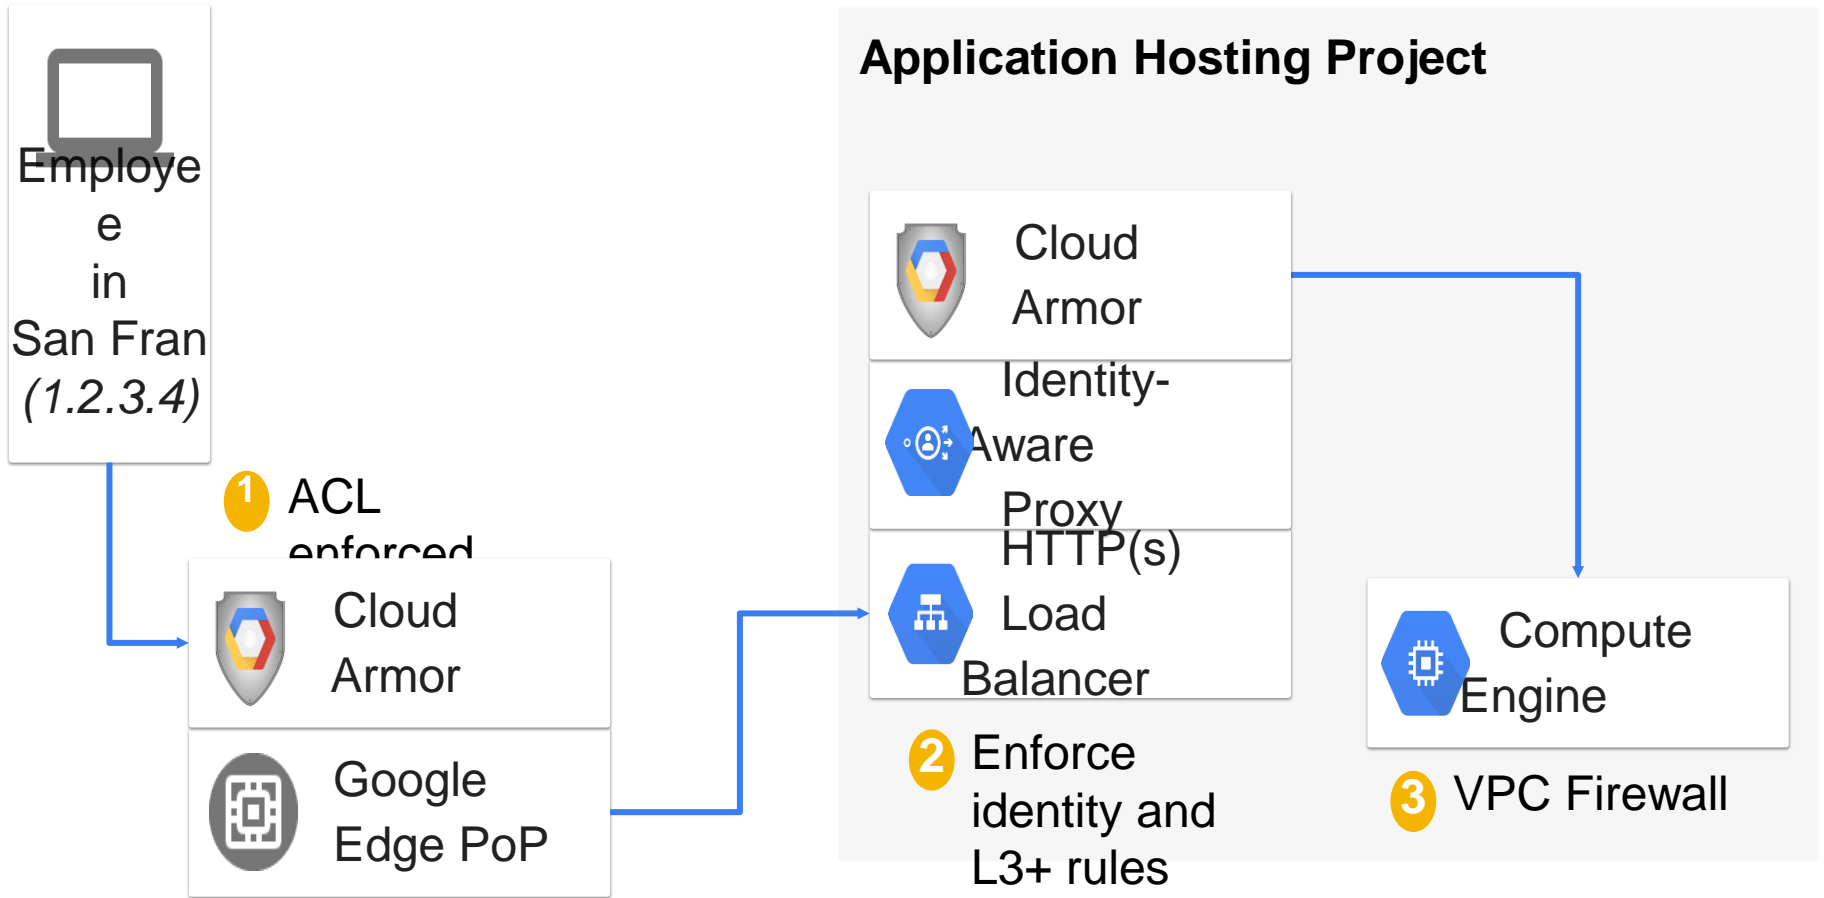 Employe
e
in
San Fran
(1.2.3.4)
1
ACL
enforced
Cloud
Armor
Google
Edge PoP
Application Hosting Project
Cloud
Armor
Identity-
Aware
Proxy
HTTP(s)
Load
Balancer
2
Enforce
identity and
L3+ rules
Compute
Engine
3
VPC Firewall